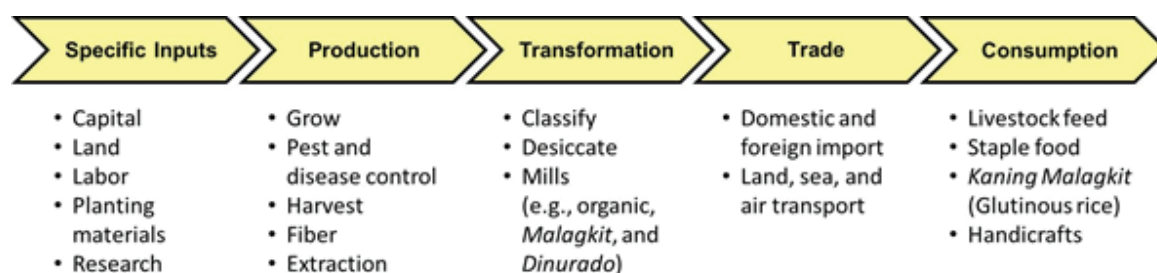 Specific Inputs
Production
Transformation
Trade
Consumption
• Capital
• Land
• Labor
• Planting
materials
• Research
• Grow
• Pest and
disease control
• Harvest
• Fiber
• Extraction
• Classify
• Desiccate
• Mills
(e.g., organic,
Malagkit, and
Dinurado)
• Domestic and
foreign import
• Land, sea, and
air transport
• Livestock feed
• Staple food
• Kaning Malagkit
(Glutinous rice)
• Handicrafts